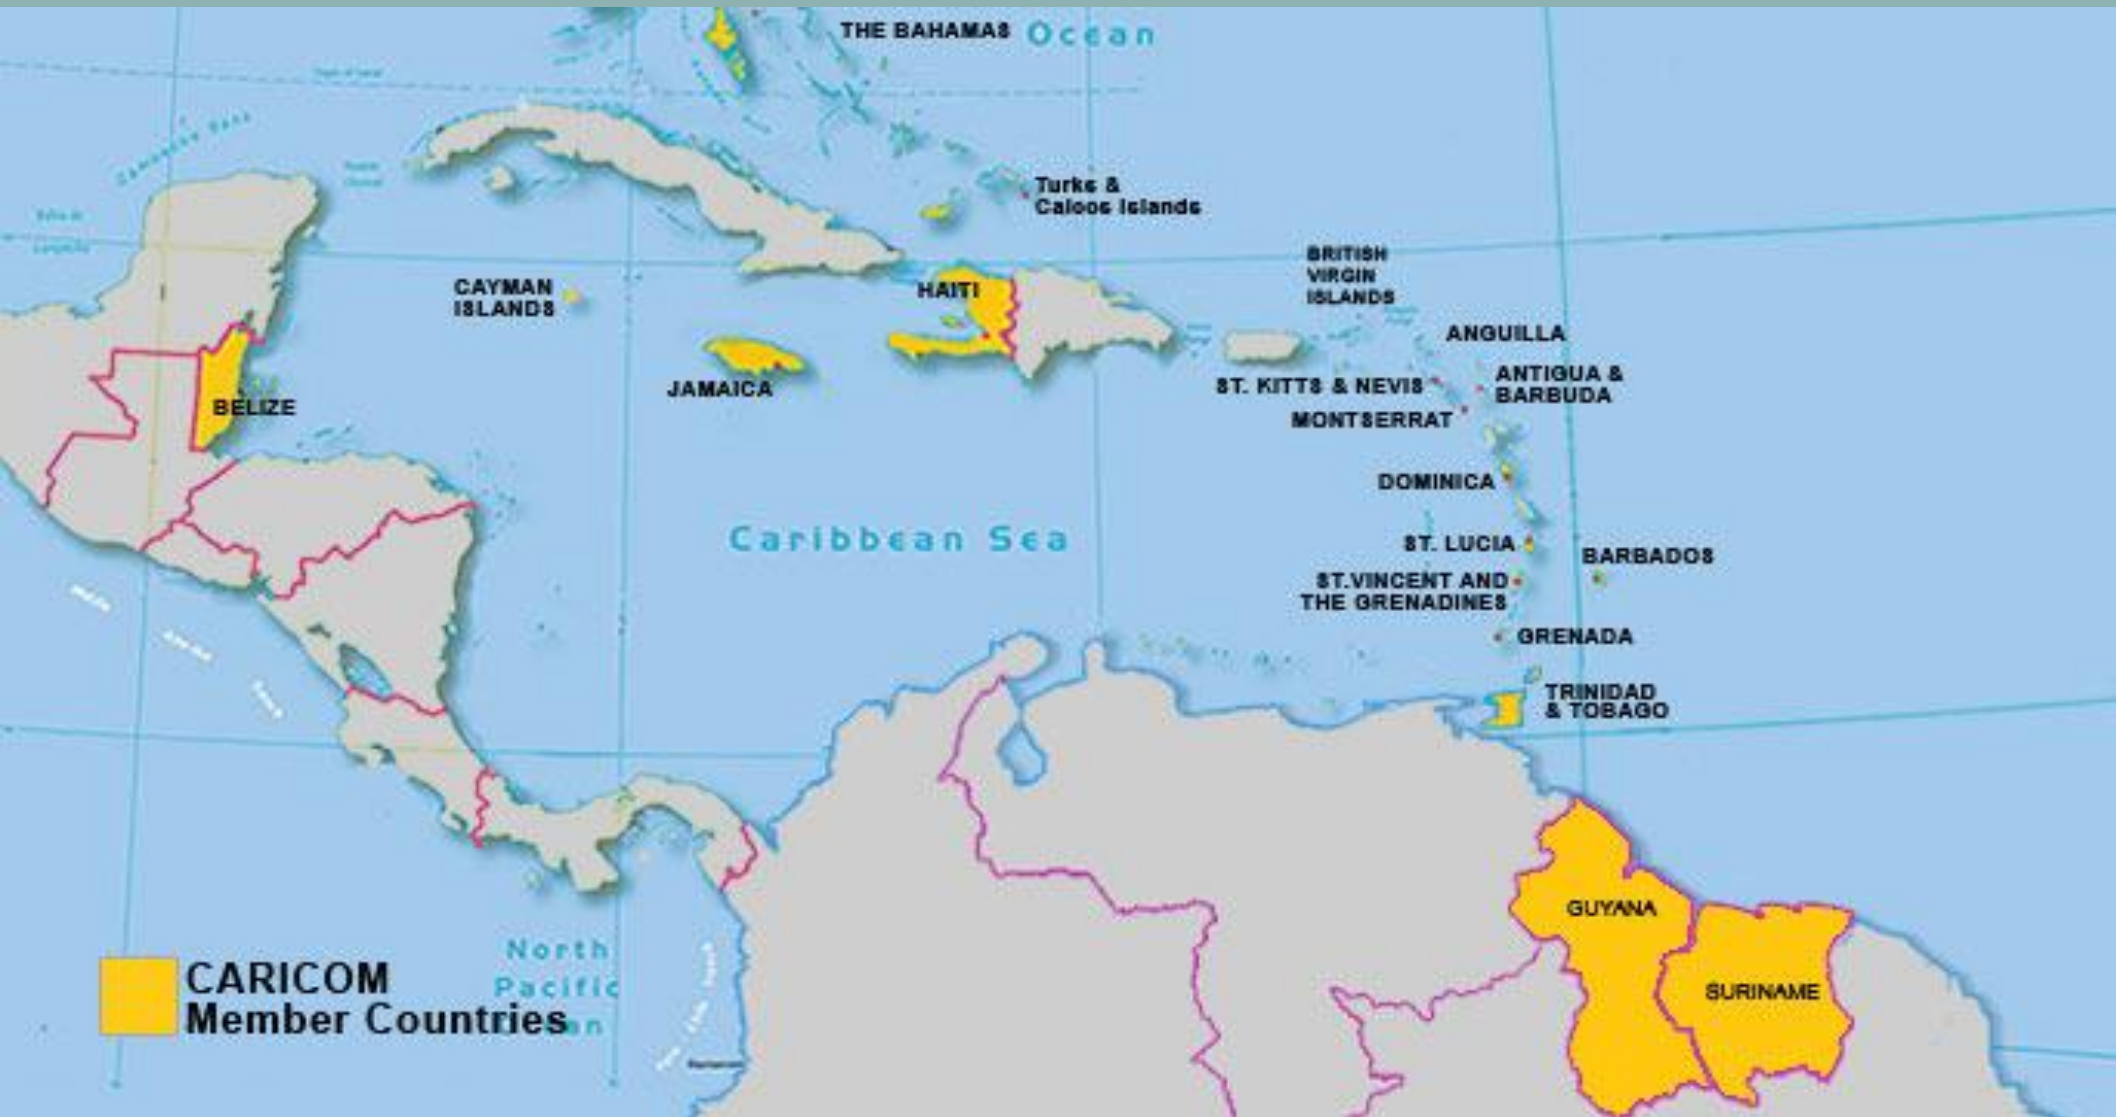 THE BAHAMAS
Ocean
Turks &
Caicos Islands
BRITISH
VIRGIN
ISLANDS
CAYMAN
ISLANDS
HAITI
ANGUILLA
JAMAICA
ST. KITTS & NEVIS
ANTIGUA &
BARBUDA
BELIZE
MONTSERRAT
DOMINICA
Caribbean Sea
ST. LUCIA
BARBADOS
ST.VINCENT AND
THE GRENADINES
GRENADA
TRINIDAD
& TOBAGO
GUYANA
SURINAME
North
Pacific
CARICOM
Member Countries